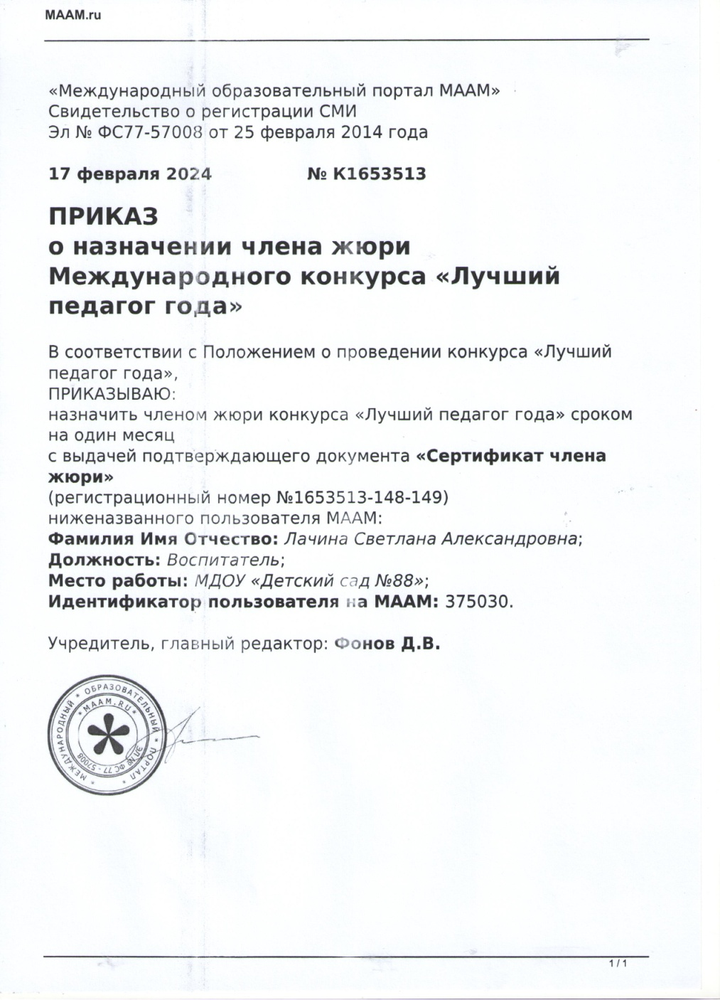 MAAM.ru
«Международный образовательный портал МААМ»
Свидетельство о регистрации СМИ
Эл № ФС77-57008 от 25 февраля 2014 года
17 февраля 2024 № К1653513
ПРИКАЗ
о назначении члена жюри
Международного конкурса «Лучший
педагог года»
В соответствии с Положением о проведении конкурса «Лучший
педагог года»,
ПРИКАЗЫВАЮ:
назначить членом жюри конкурса «Лучший педагог года» сроком
на один месяц
с выдачей подтверждающего документа «Сертификат члена
жюри»
(регистрационный номер №1653513-148-149)
ниженазванного пользователя МААМ:
Фамилия Имя Отчество: Лачина Светлана Александровна;
Должность: Воспитатель;
Место работы: МДОУ «Детский сад №88»;
Идентификатор пользователя на МААМ: 375030.
Учредитель, главный редактор: Фонов Д.В.
* МЕЖДУНАРОДНЫЙ * ОБРАЗОВАТЕЛЬНЫЙ * ПОРТАЛ *
* МААМ.RU *
ЭЛ № ФС 77 - 57008
1 / 1